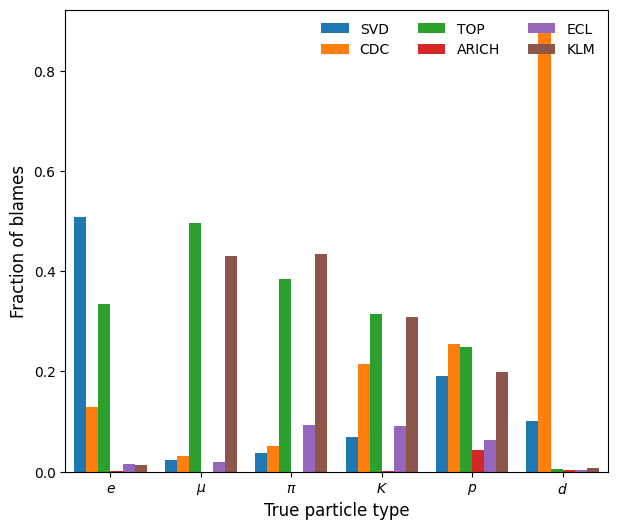 SVD TOP ECL
CDC ARICH KLM
0.8
0.6
0.4
0.2
0.0
Fraction of blames
e μ π K p d
True particle type